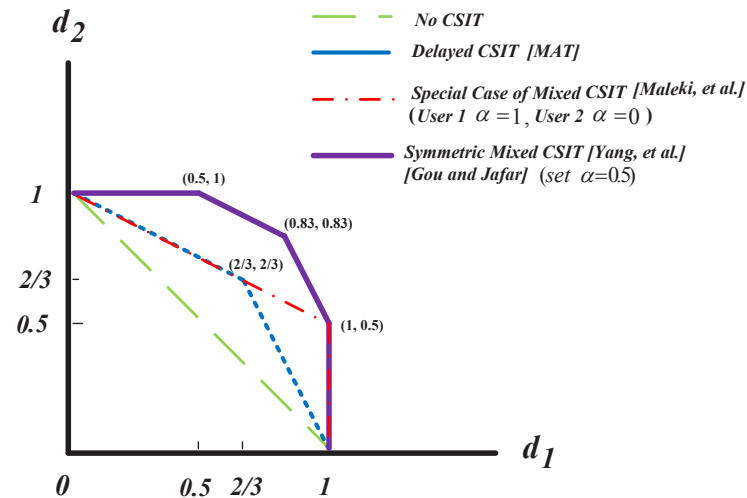 d2
No CSIT
Delayed CSIT [MAT]
Special Case of Mixed CSIT [Maleki, et al.]
(User 1 α=1, User 2 α=0 )
Symmetric Mixed CSIT [Yang, et al.]
[Gou and Jafar] (set α=0.5)
(0.5, 1)
1
(0.83, 0.83)
(2/3, 2/3)
2/3
0.5
(1, 0.5)
d1
0
0.5
2/3
1